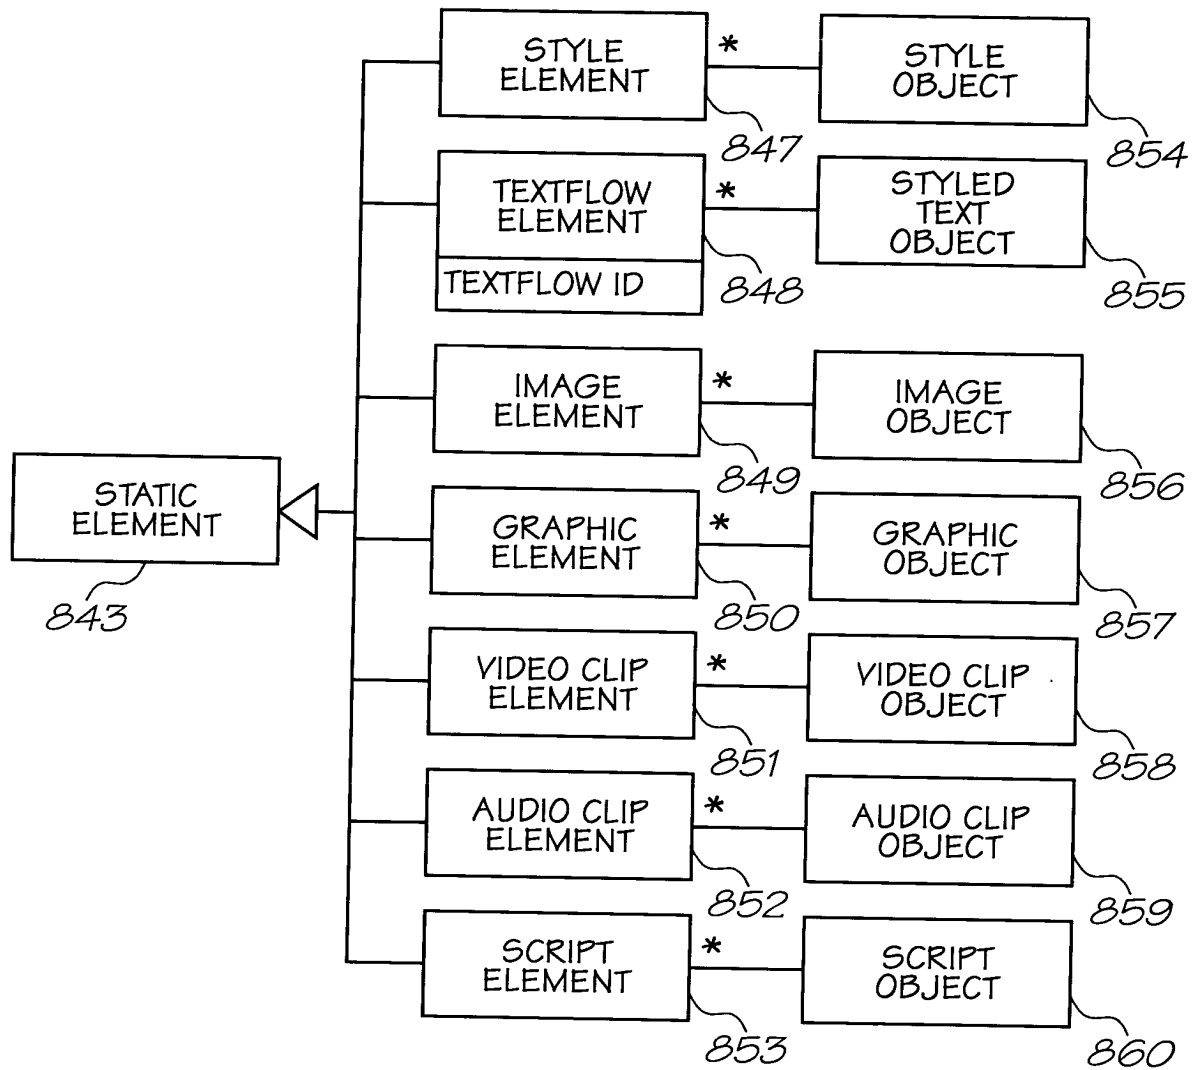 STYLE
ELEMENT
*
847
STYLE
OBJECT
854
TEXTFLOW
ELEMENT
TEXTFLOW ID
*
848
STYLED
TEXT
OBJECT
855
IMAGE
ELEMENT
*
849
IMAGE
OBJECT
856
STATIC
ELEMENT
843
GRAPHIC
ELEMENT
*
850
GRAPHIC
OBJECT
857
VIDEO CLIP
ELEMENT
*
851
VIDEO CLIP
OBJECT
858
AUDIO CLIP
ELEMENT
*
852
AUDIO CLIP
OBJECT
859
SCRIPT
ELEMENT
*
853
SCRIPT
OBJECT
860